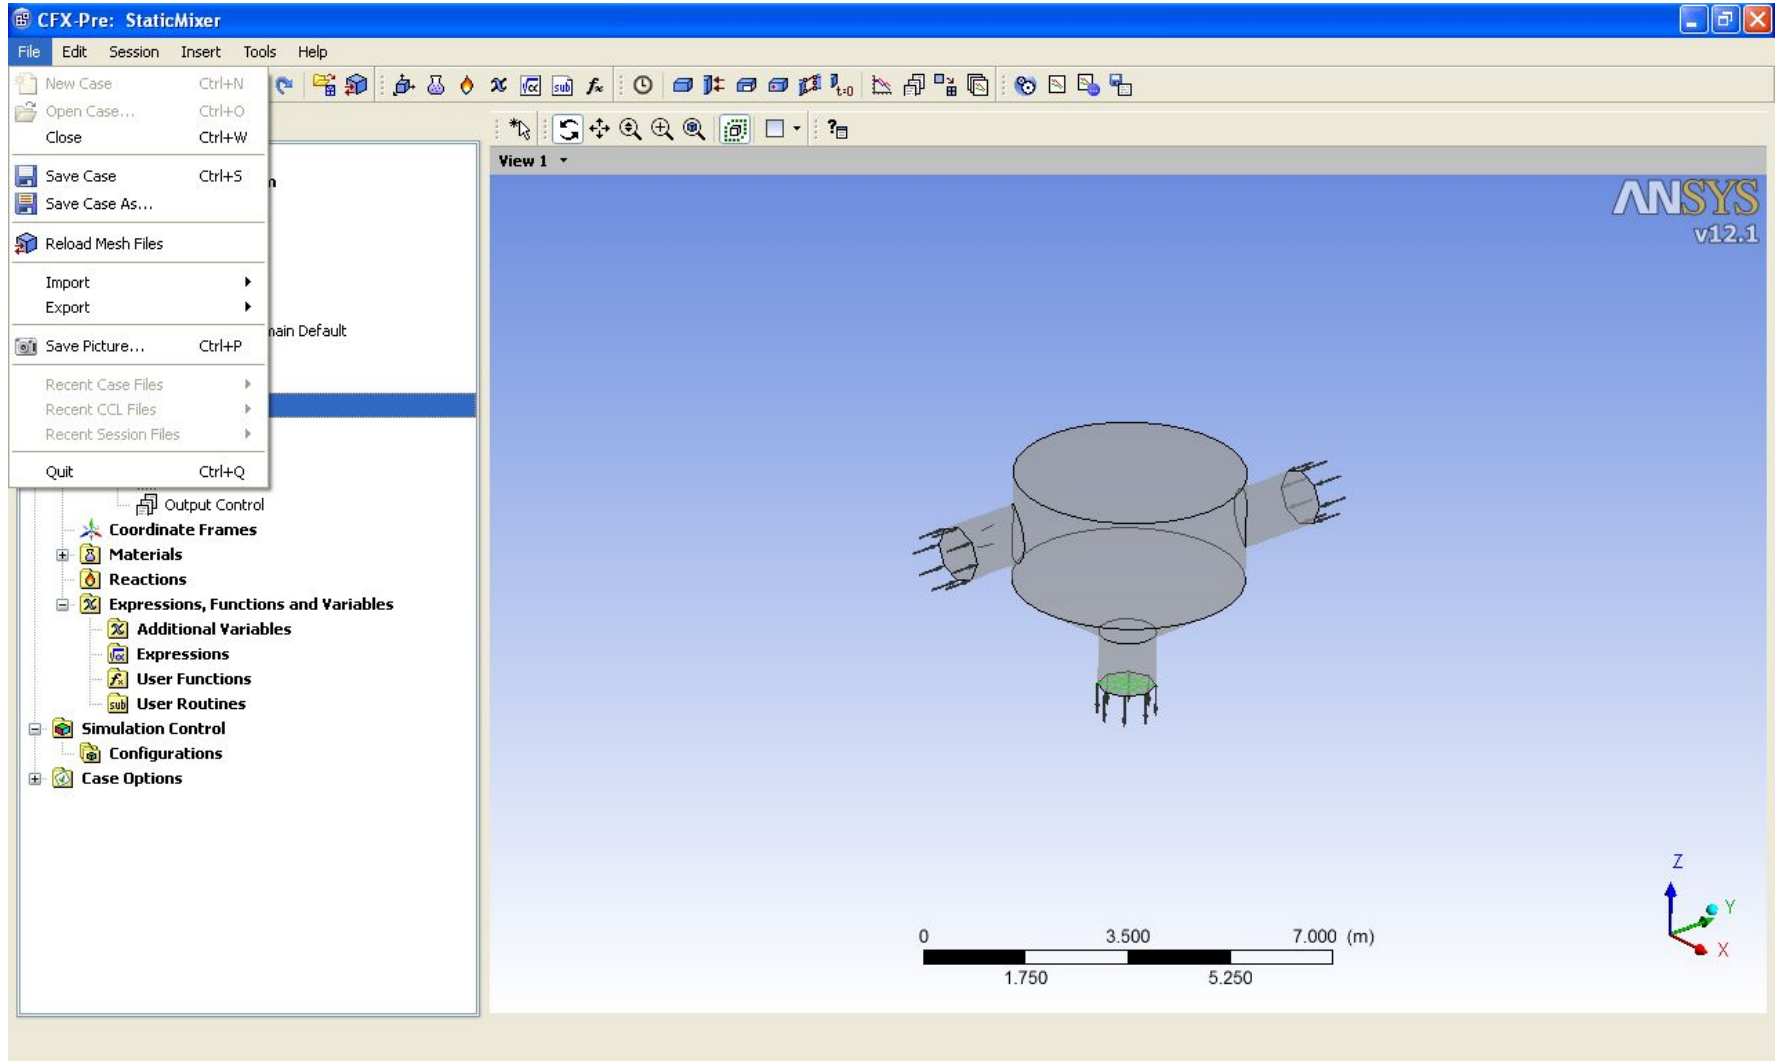 CFX-Pre: StaticMixer
File Edit Session Insert Tools Help
New Case Ctrl+N
Open Case... Ctrl+O
Close Ctrl+W
Save Case Ctrl+S
Save Case As...
Reload Mesh Files
Import
Export
Save Picture... Ctrl+P
Recent Case Files
Recent CCL Files
Recent Session Files
Quit Ctrl+Q
main Default
Output Control
Coordinate Frames
Materials
Reactions
Expressions, Functions and Variables
Additional Variables
Expressions
User Functions
User Routines
Simulation Control
Configurations
Case Options
View 1
ANSYS
v12.1
Z
Y
X
0 3.500 7.000 (m)
1.750 5.250